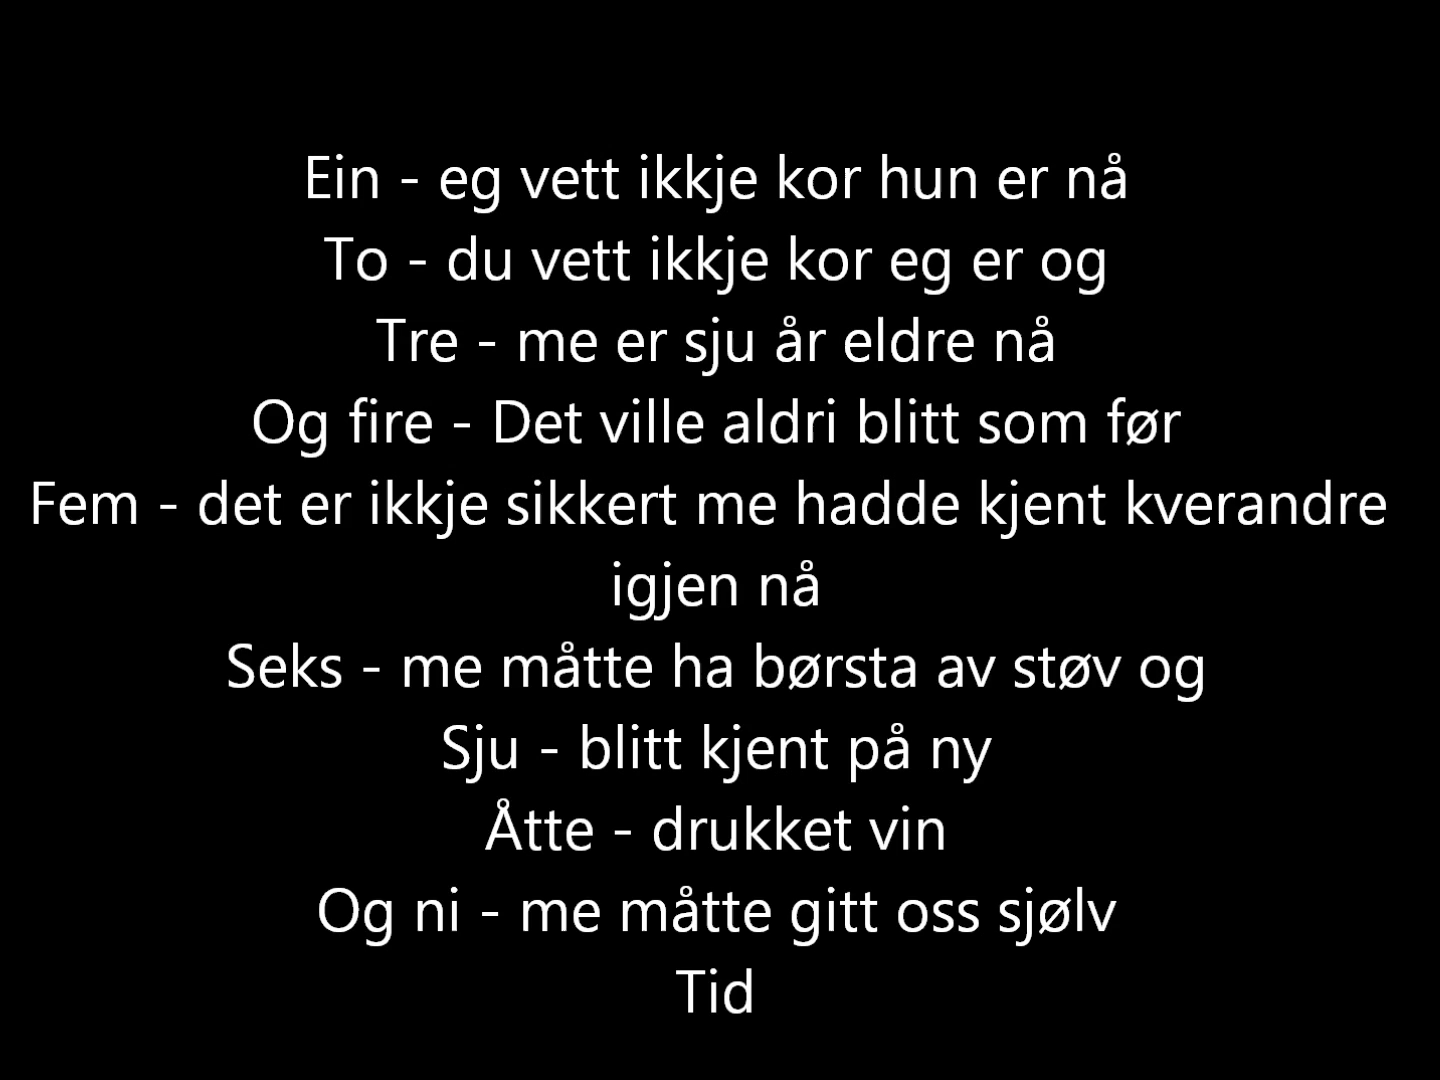 Ein - eg vett ikkje kor hun er nå
To - du vett ikkje kor eg er og
Tre - me er sju år eldre nå
Og fire - Det ville aldri blitt som før
Fem - det er ikkje sikkert me hadde kjent kverandre
igjen nå
Seks - me måtte ha børsta av støv og
Sju - blitt kjent på ny
Åtte - drukket vin
Og ni - me måtte gitt oss sjølv
Tid